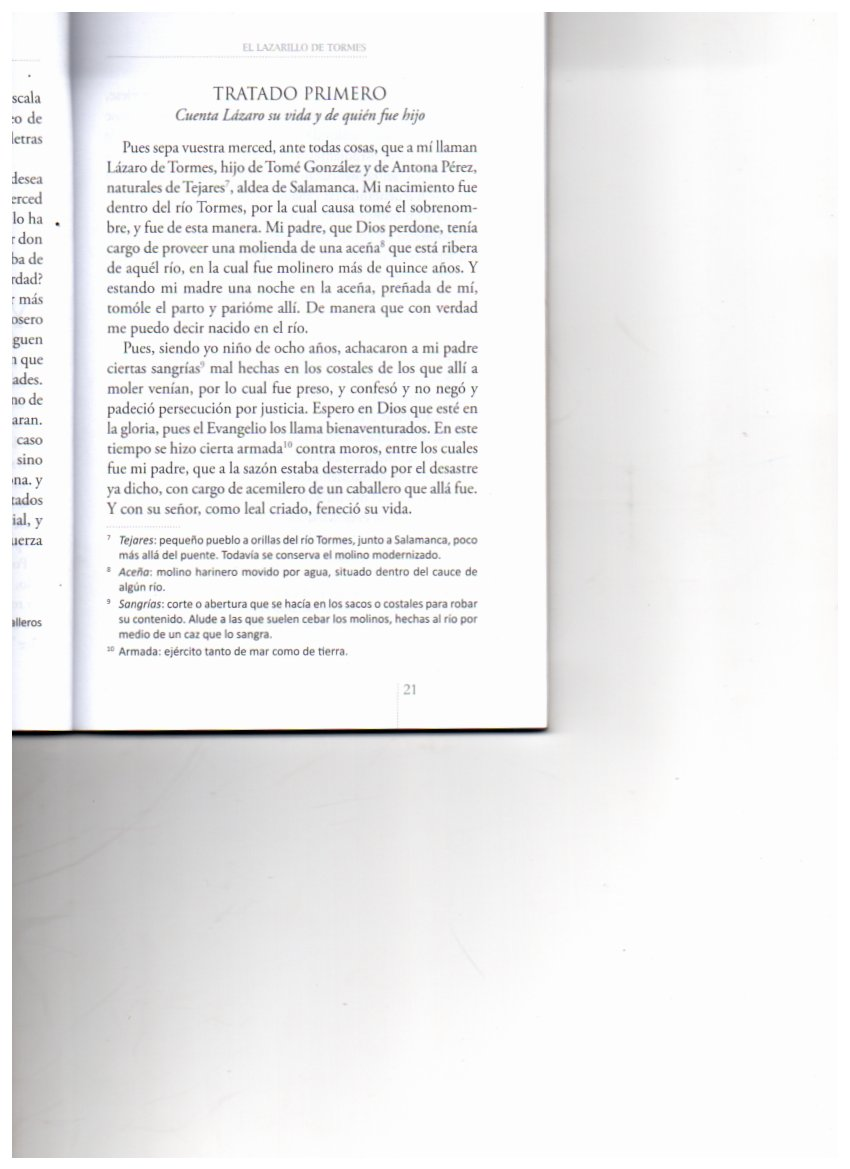 EL LAZARILLO DE TORMES
TRATADO PRIMERO
Cuenta Lázaro su vida y de quién fue hijo
Pues sepa vuestra merced, ante todas cosas, que a mí llaman
Lázaro de Tormes, hijo de Tomé González y de Antona Pérez,
naturales de Tejares⁷, aldea de Salamanca. Mi nacimiento fue
dentro del río Tormes, por la cual causa tomé el sobrenom-
bre, y fue de esta manera. Mi padre, que Dios perdone, tenía
cargo de proveer una molienda de una aceña⁸ que está ribera
de aquél río, en la cual fue molinero más de quince años. Y
estando mi madre una noche en la aceña, preñada de mí,
tomóle el parto y parióme allí. De manera que con verdad
me puedo decir nacido en el río.
Pues, siendo yo niño de ocho años, achacaron a mi padre
ciertas sangrías⁹ mal hechas en los costales de los que allí a
moler venían, por lo cual fue preso, y confesó y no negó y
padeció persecución por justicia. Espero en Dios que esté en
la gloria, pues el Evangelio los llama bienaventurados. En este
tiempo se hizo cierta armada¹⁰ contra moros, entre los cuales
fue mi padre, que a la sazón estaba desterrado por el desastre
ya dicho, con cargo de acemilero de un caballero que allá fue.
Y con su señor, como leal criado, feneció su vida.
⁷ Tejares: pequeño pueblo a orillas del río Tormes, junto a Salamanca, poco
más allá del puente. Todavía se conserva el molino modernizado.
⁸ Aceña: molino harinero movido por agua, situado dentro del cauce de
algún río.
⁹ Sangrías: corte o abertura que se hacía en los sacos o costales para robar
su contenido. Alude a las que suelen cebar los molinos, hechas al rio por
medio de un caz que lo sangra.
¹⁰ Armada: ejército tanto de mar como de tierra.
21